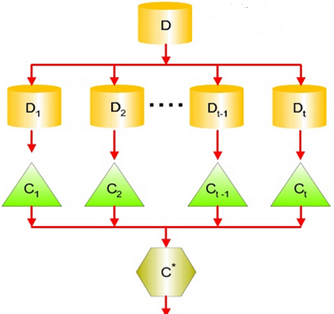 D
D1 D2 .... Dt-1 Dt
C1 C2 Ct-1 Ct
C*